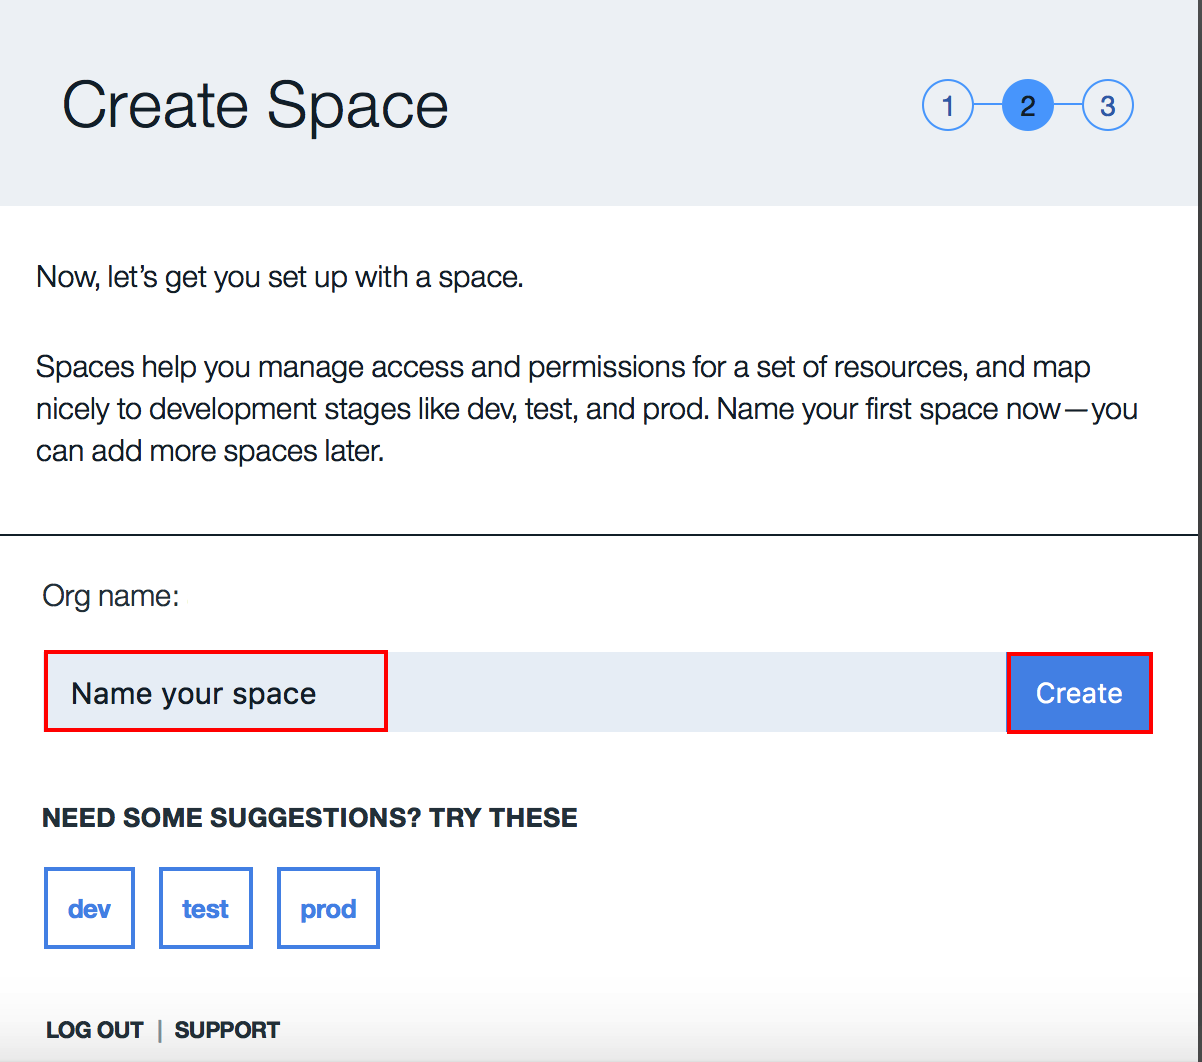 Create Space
1 2 3
Now, let’s get you set up with a space.
Spaces help you manage access and permissions for a set of resources, and map
nicely to development stages like dev, test, and prod. Name your first space now—you
can add more spaces later.
Org name:
Name your space
Create
NEED SOME SUGGESTIONS? TRY THESE
dev test prod
LOG OUT | SUPPORT